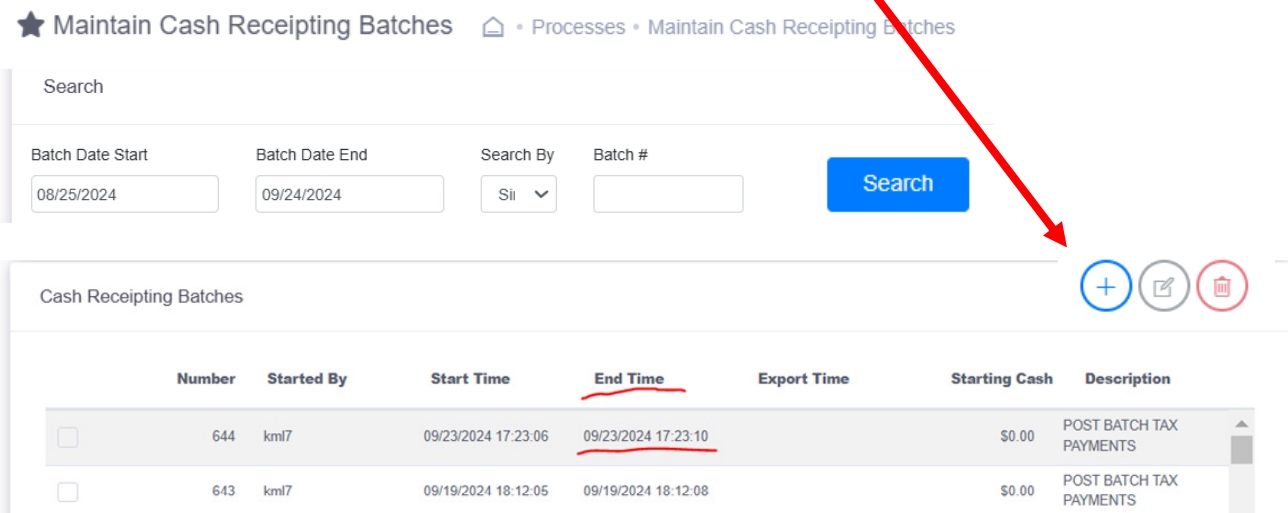 Maintain Cash Receipting Batches • Processes • Maintain Cash Receipting Batches
Search
Batch Date Start Batch Date End Search By Batch #
08/25/2024 09/24/2024 Sii Search
Cash Receipting Batches
Number Started By Start Time End Time Export Time Starting Cash Description
644 kml7 09/23/2024 17:23:06 09/23/2024 17:23:10 $0.00 POST BATCH TAX
PAYMENTS
643 kml7 09/19/2024 18:12:05 09/19/2024 18:12:08 $0.00 POST BATCH TAX
PAYMENTS